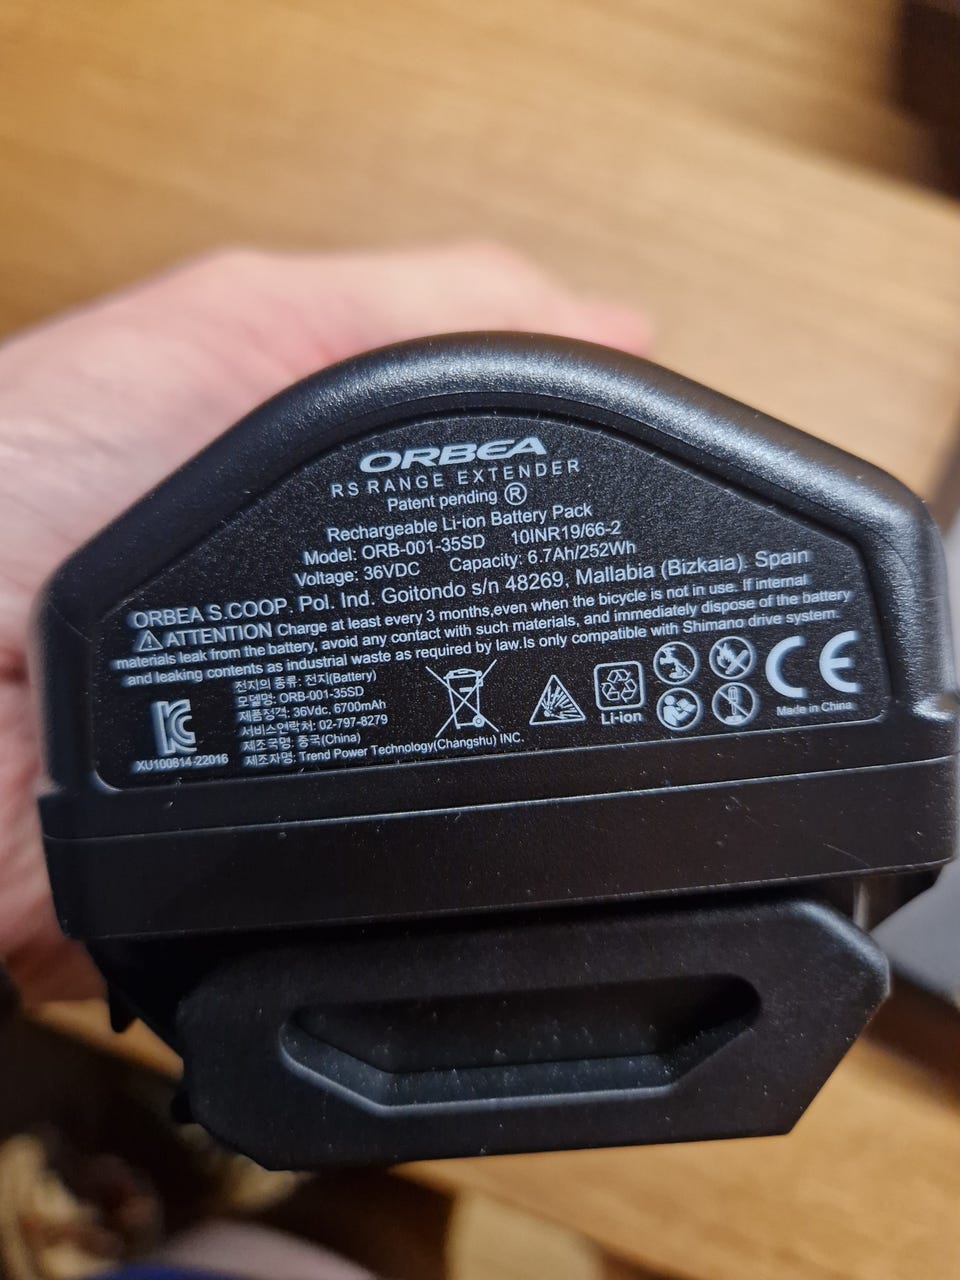 ORBEA
RS RANGE EXTENDER
Patent pending ®
Rechargeable Li-ion Battery Pack
Model: ORB-001-35SD 10INR19/66-2
Voltage: 36VDC Capacity: 6.7Ah/252Wh
ORBEA S.COOP. Pol. Ind. Goitondo s/n 48269, Mallabia (Bizkaia). Spain
ATTENTION Charge at least every 3 months,even when the bicycle is not in use. If internal
materials leak from the battery, avoid any contact with such materials, and immediately dispose of the battery
and leaking contents as industrial waste as required by law.Is only compatible with Shimano drive system.
전지의 종류: 전지(Battery)
모델명: ORB-001-35SD
제품정격: 36Vdc, 6700mAh
서비스연락처: 02-797-8279
제조국명: 중국(China)
제조자명: Trend Power Technology(Changshu) INC.
XU100614-22016
Li-ion
CE
Made in China